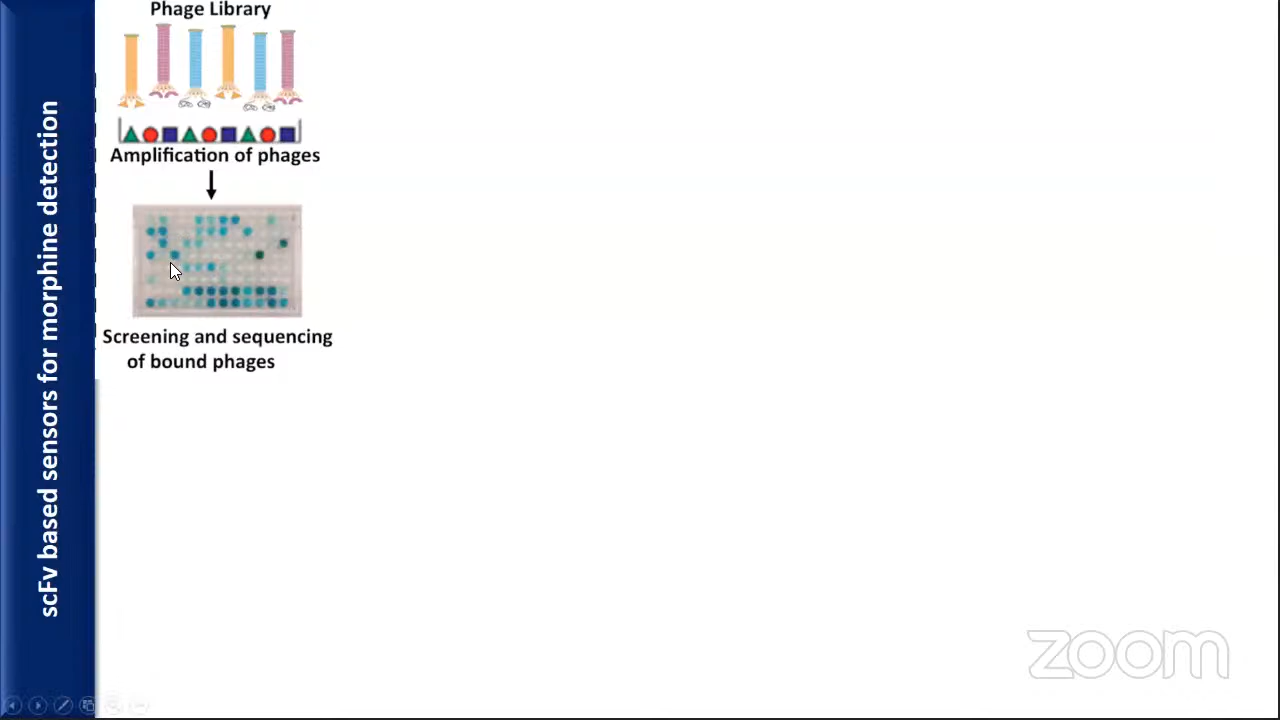 Phage Library
Amplification of phages
Screening and sequencing
of bound phages
scFv based sensors for morphine detection
zoom